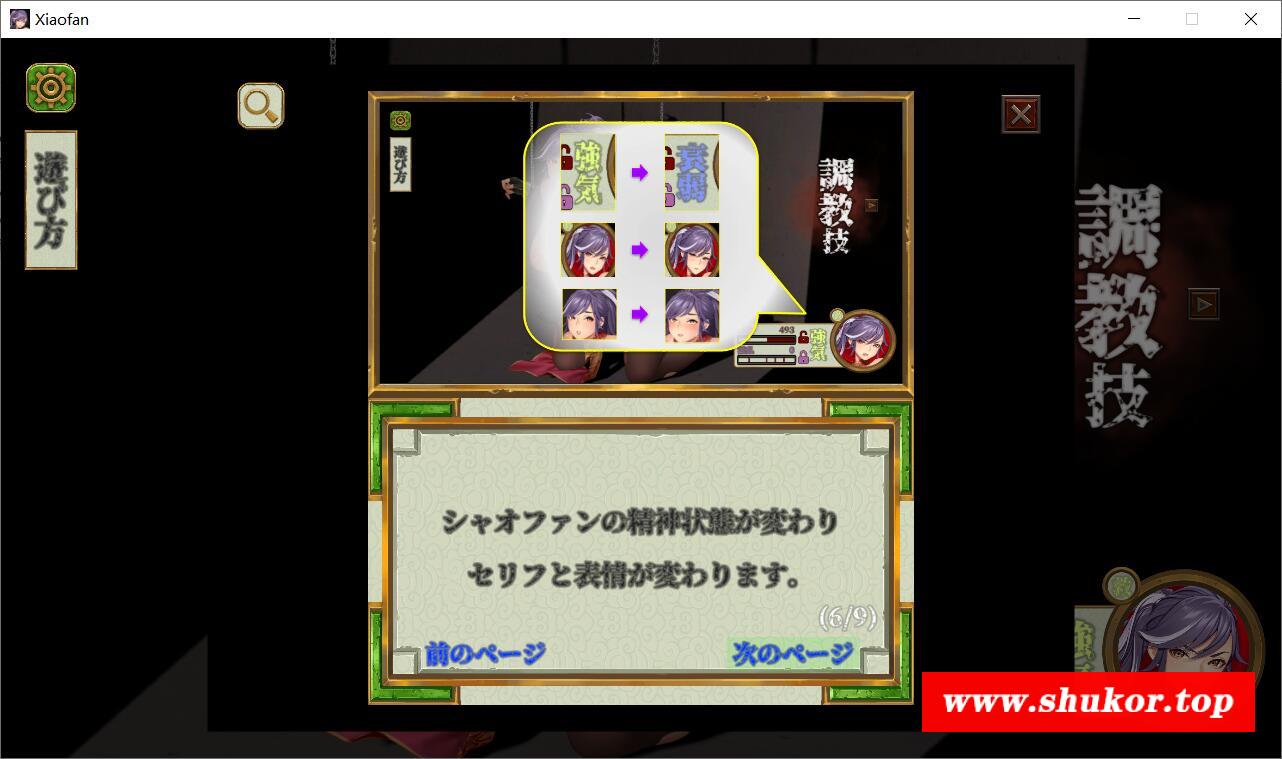 Xiaofan
遊び方
遊び方
強気
衰弱
調教技
493
0
強気
調教技
シャオファンの精神状態が変わり
セリフと表情が変わります。
(6/9)
前のページ
次のページ
www.shukor.top